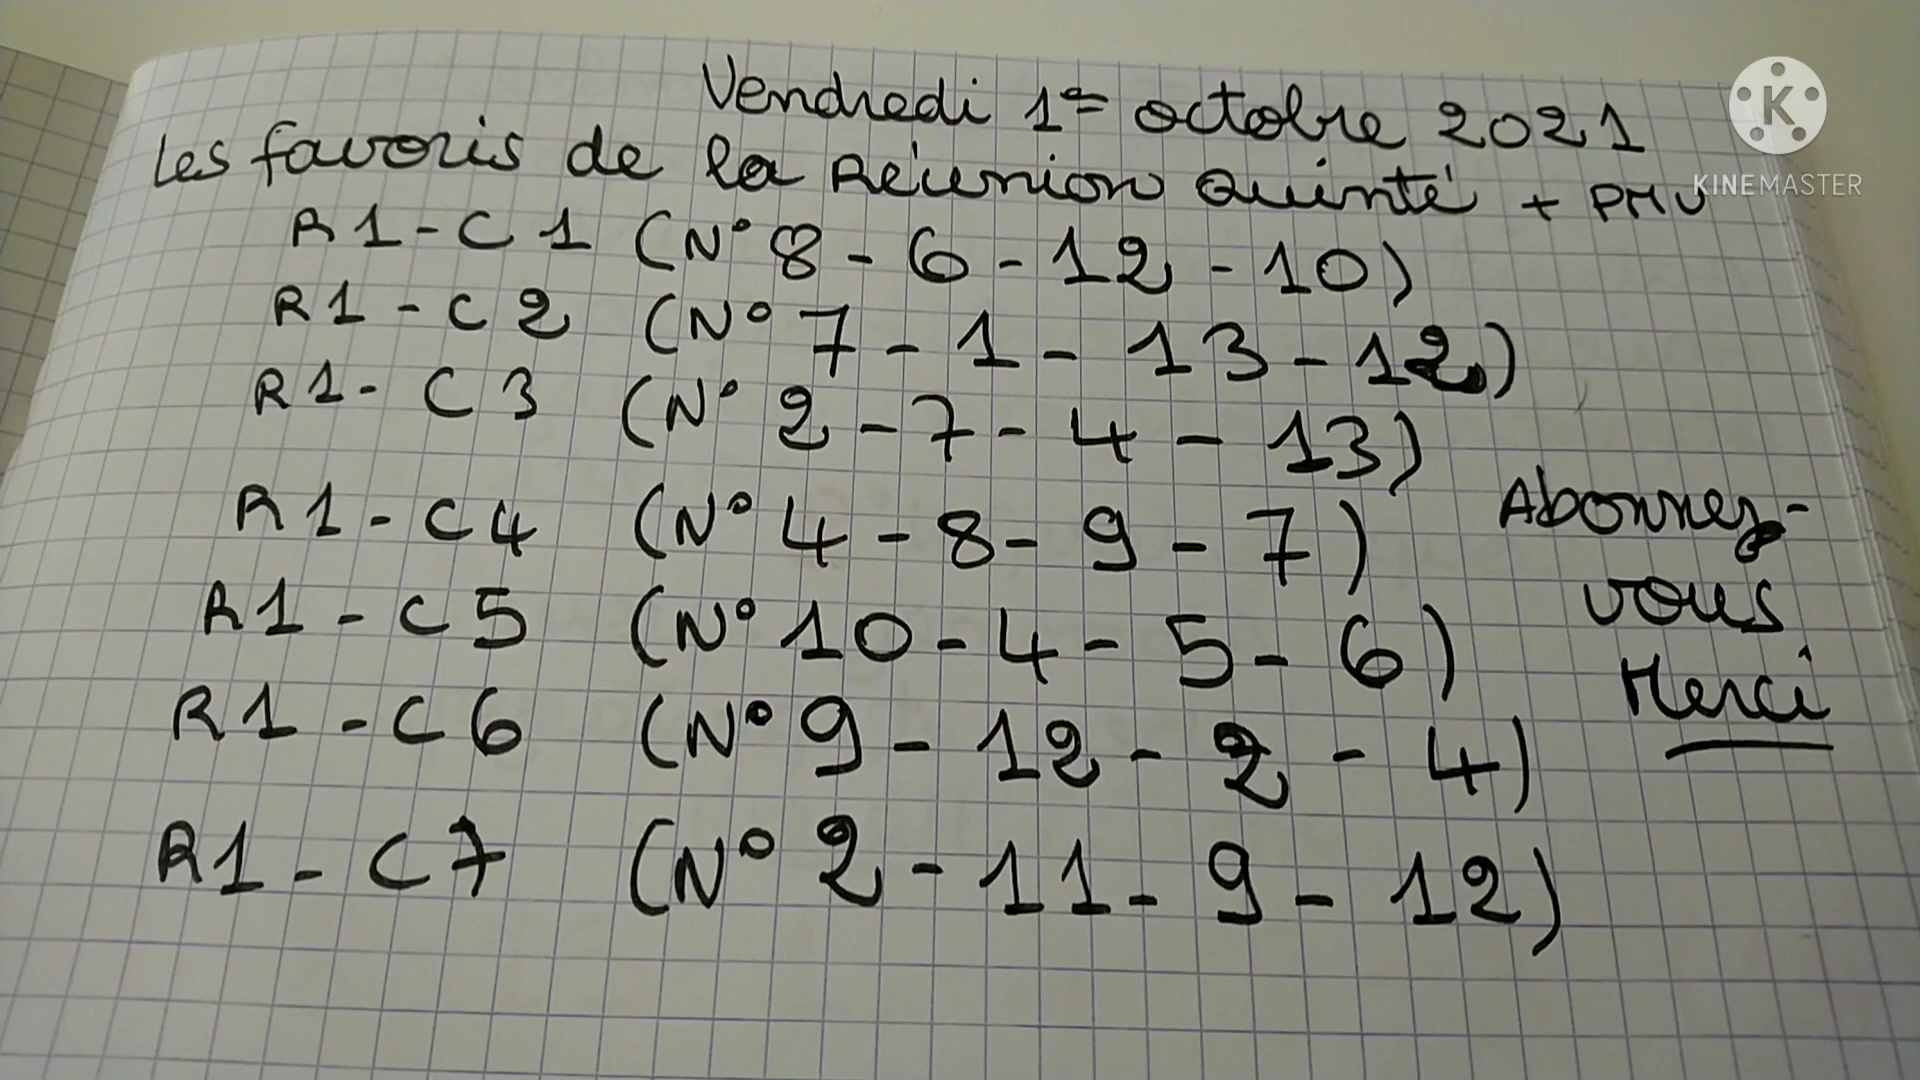 Vendredi 1er octobre 2021
Les favoris de la Réunion Quinté + PMU
R1-C1 (N°8-6-12-10)
R1-C2 (N°7-1-13-12)
R1-C3 (N°2-7-4-13)
R1-C4 (N°4-8-9-7)
R1-C5 (N°10-4-5-6)
R1-C6 (N°9-12-2-4)
R1-C7 (N°2-11-9-12)
Abonnez-
vous
Merci
K
KINEMASTER